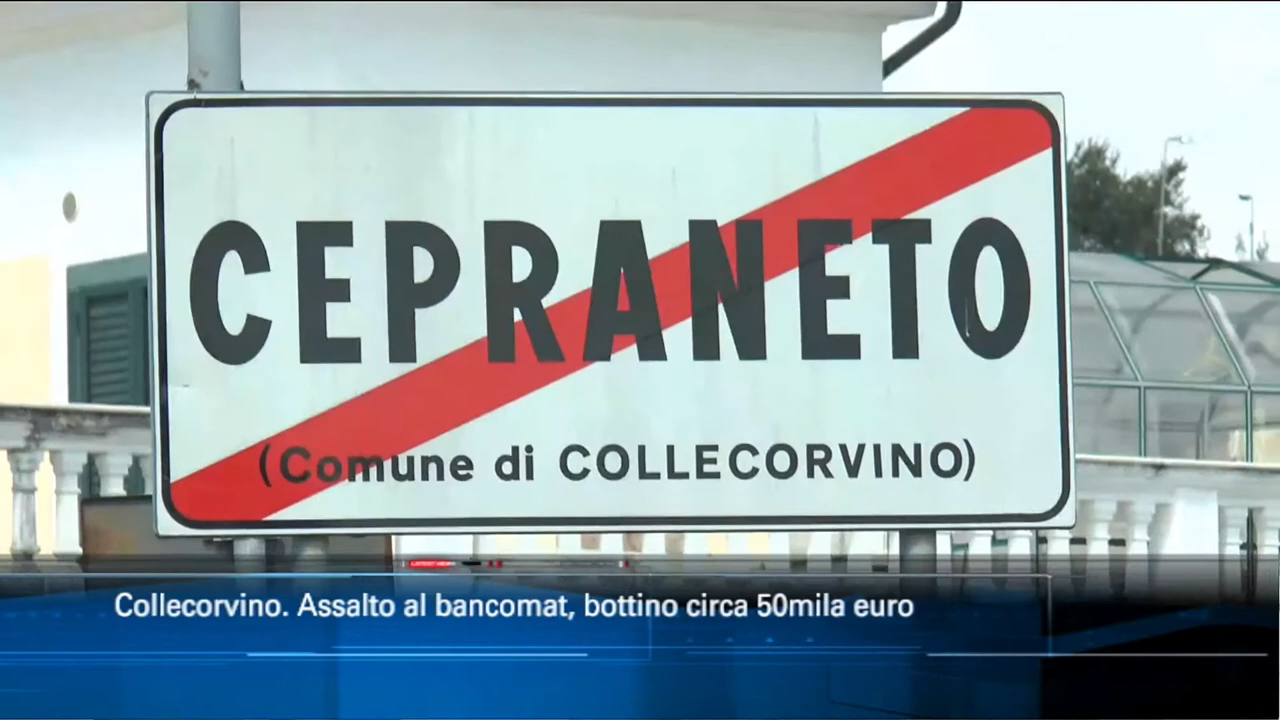 CEPRANETO
(Comune di COLLECORVINO)
Collecorvino. Assalto al bancomat, bottino circa 50mila euro